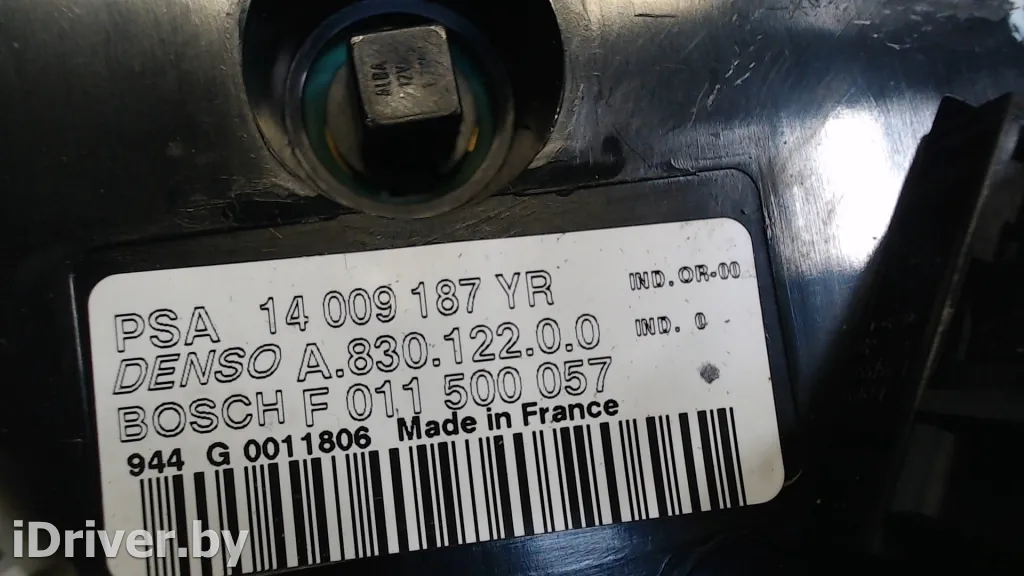 12V
PSA 14 009 187 YR IND.OR-00
DENSO A.830.122.0.0 IND. 0
BOSCH F 011 500 057
944 G 0011806 Made in France
iDriver.by